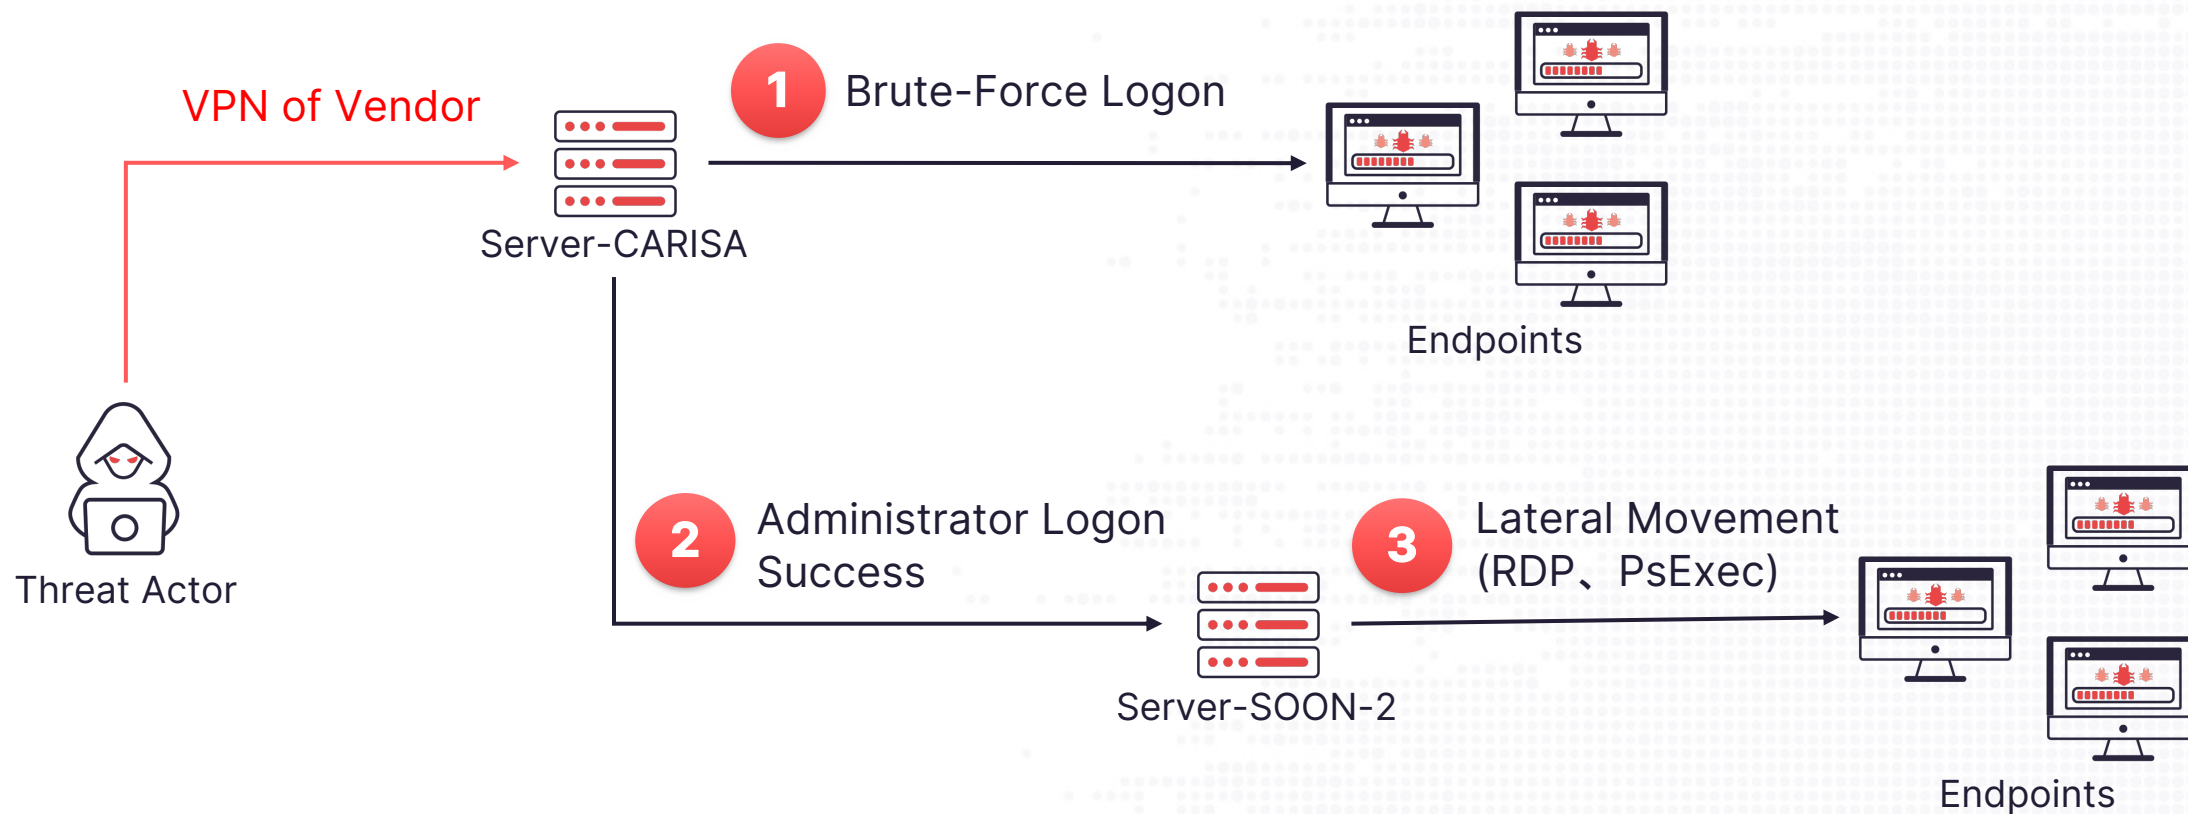 VPN of Vendor
1
Brute-Force Logon
Server-CARISA
Endpoints
Threat Actor
2
Administrator Logon
Success
3
Lateral Movement
(RDP、PsExec)
Server-SOON-2
Endpoints